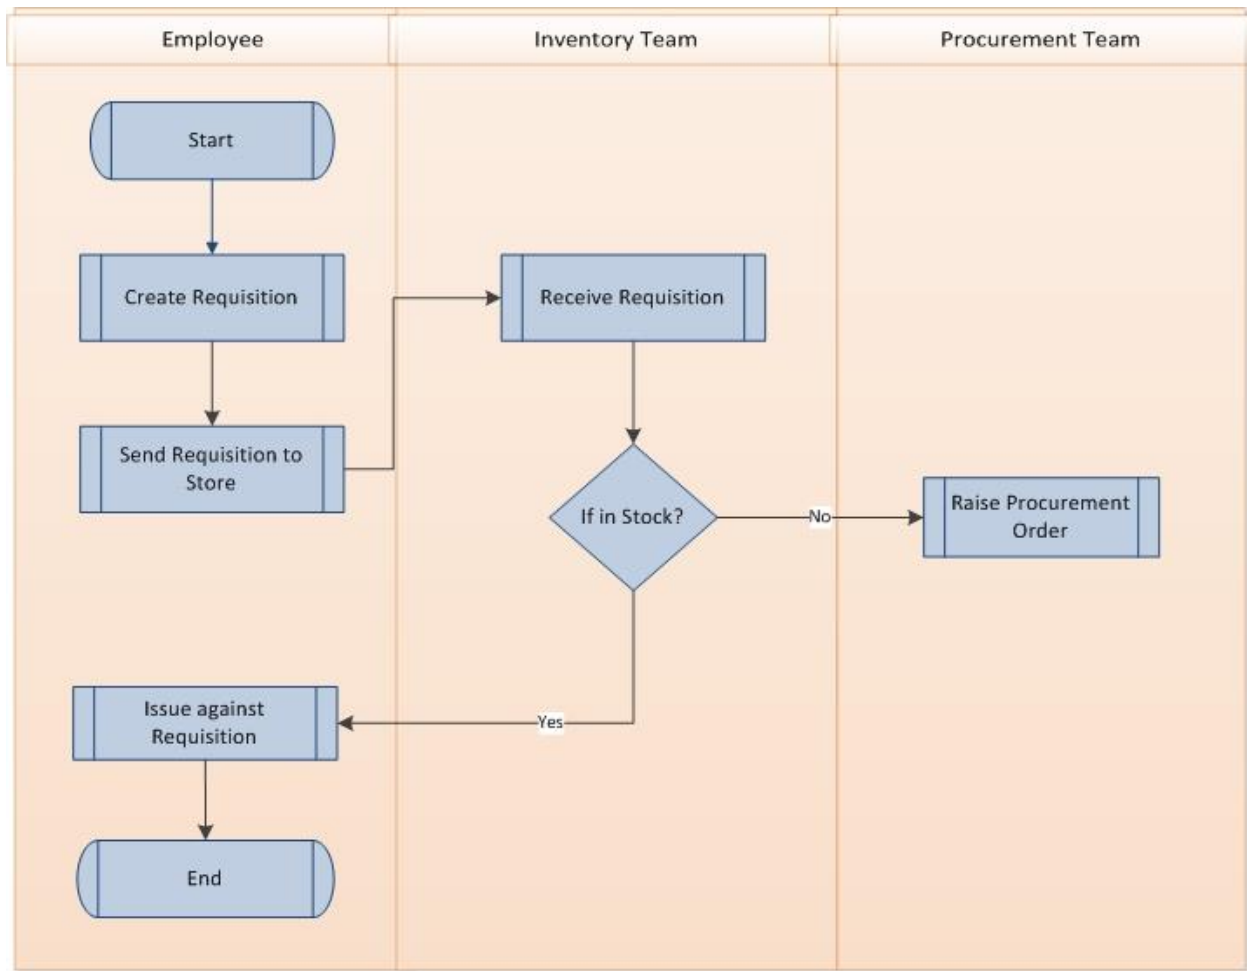 Employee
Inventory Team
Procurement Team
Start
Create Requisition
Receive Requisition
Send Requisition to
Store
If in Stock?
No
Raise Procurement
Order
Issue against
Requisition
Yes
End